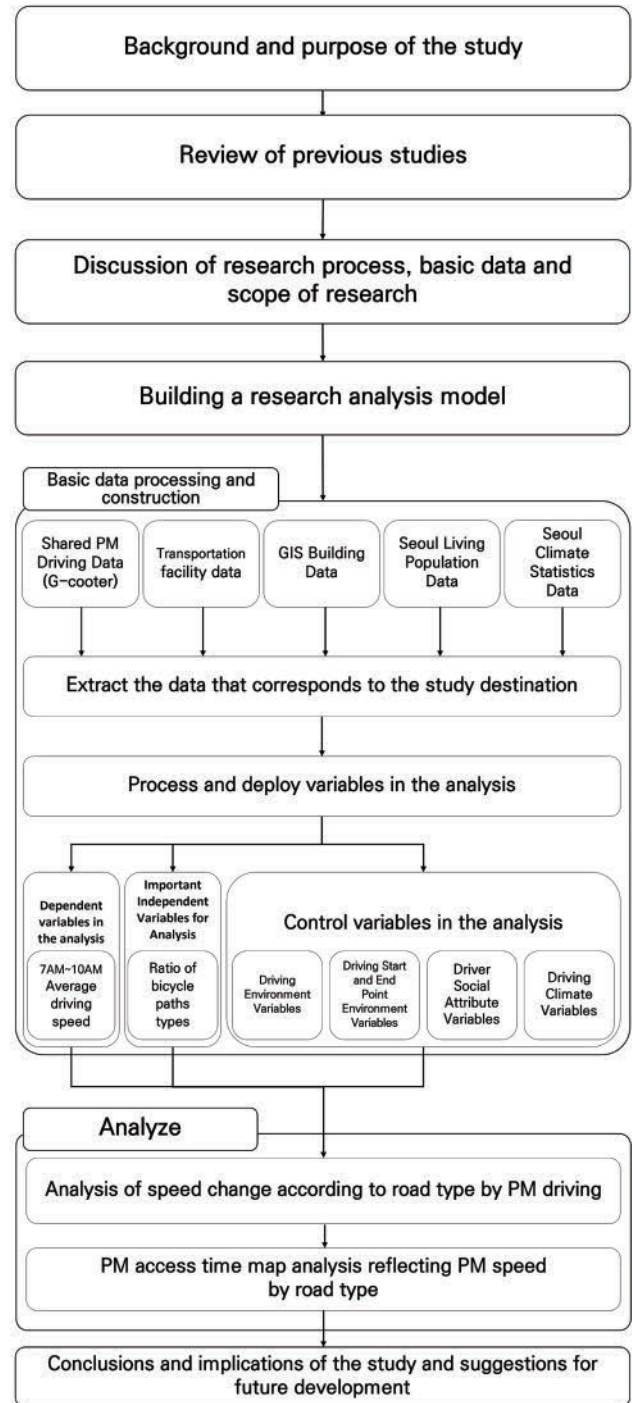 Background and purpose of the study
Review of previous studies
Discussion of research process, basic data and
scope of research
Building a research analysis model
Basic data processing and
construction
Shared PM
Driving Data
(G-cooter)
Transportation
facility data
GIS Building
Data
Seoul Living
Population
Data
Seoul
Climate
Statistics
Data
Extract the data that corresponds to the study destination
Process and deploy variables in the analysis
Dependent
variables in
the analysis
7AM~10AM
Average
driving
speed
Important
Independent
Variables for
Analysis
Ratio of
bicycle
paths
types
Control variables in the analysis
Driving
Environment
Variables
Driving Start
and End
Point
Environment
Variables
Driver
Social
Attribute
Variables
Driving
Climate
Variables
Analyze
Analysis of speed change according to road type by PM driving
PM access time map analysis reflecting PM speed
by road type
Conclusions and implications of the study and suggestions for
future development